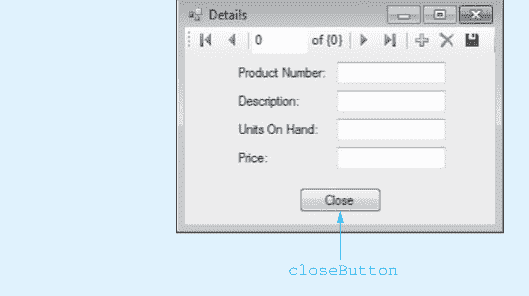 Details
0 of {0}
Product Number:
Description:
Units On Hand:
Price:
Close
closeButton